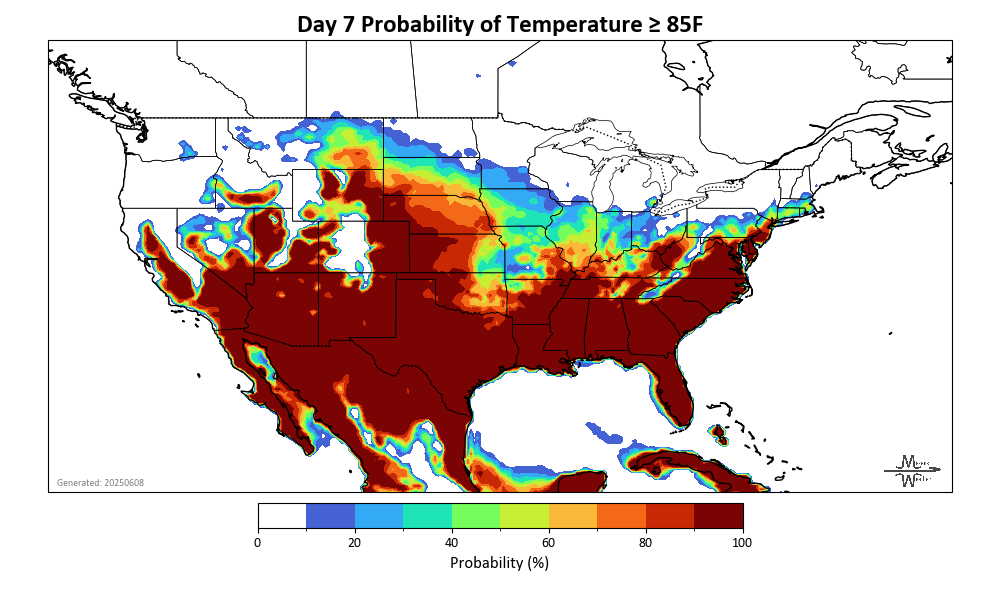 Day 7 Probability of Temperature ≥ 85F
Generated: 20250608
0 20 40 60 80 100
Probability (%)